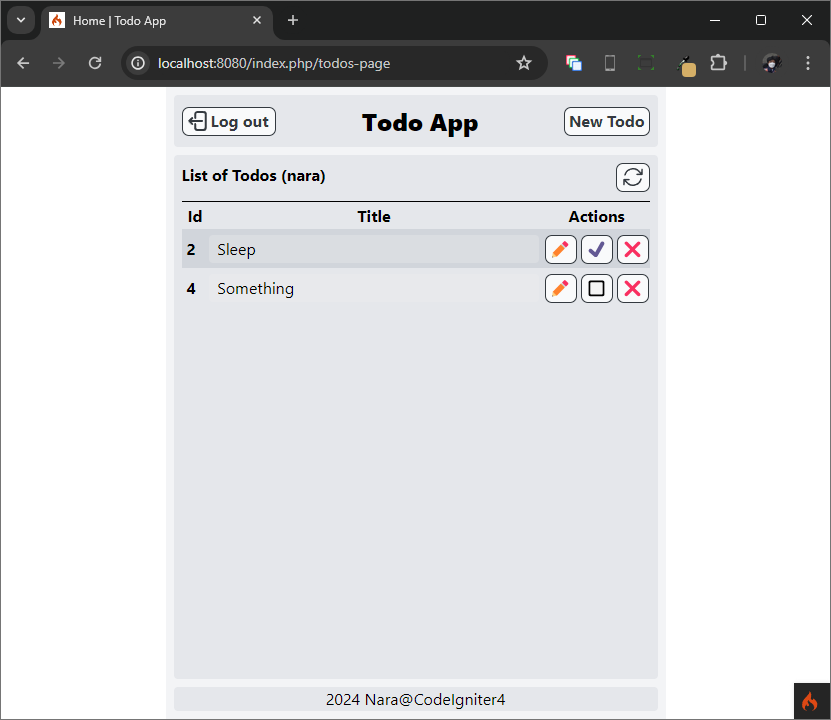 Home | Todo App
localhost:8080/index.php/todos-page
Log out
Todo App
New Todo
List of Todos (nara)
Id Title Actions
2 Sleep
4 Something
2024 Nara@CodeIgniter4